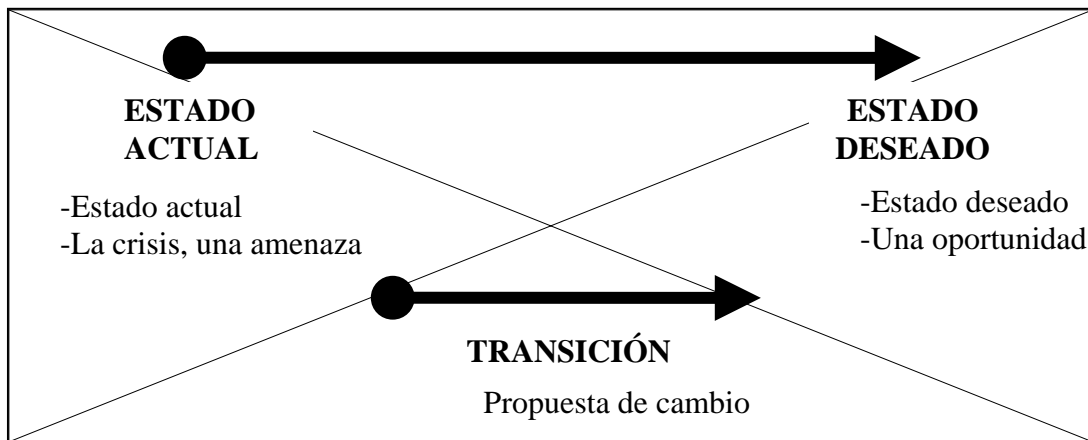 ESTADO
ACTUAL
-Estado actual
-La crisis, una amenaza
ESTADO
DESEADO
-Estado deseado
-Una oportunidad
TRANSICIÓN
Propuesta de cambio